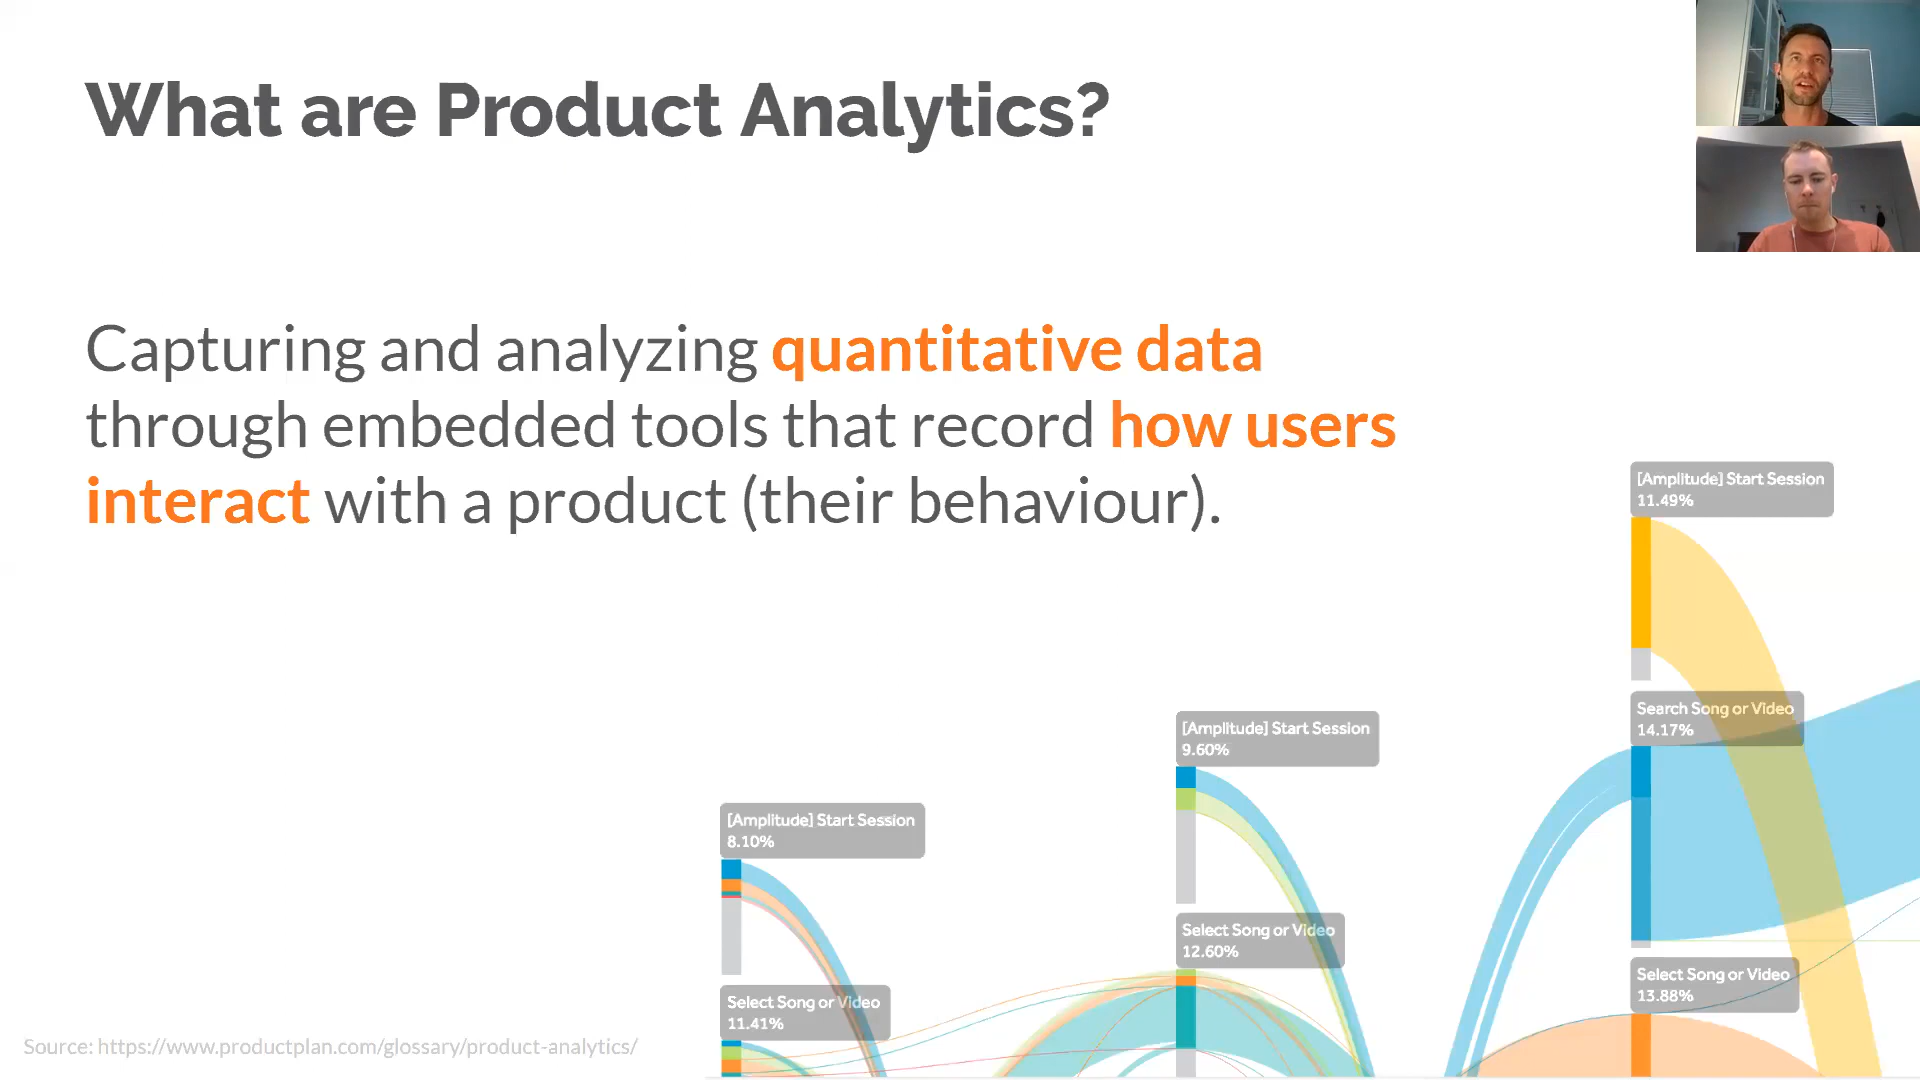 What are Product Analytics?
Capturing and analyzing quantitative data
through embedded tools that record how users
interact with a product (their behaviour).
[Amplitude] Start Session
8.10%
Select Song or Video
11.41%
[Amplitude] Start Session
9.60%
Select Song or Video
12.60%
[Amplitude] Start Session
11.49%
Search Song or Video
14.17%
Select Song or Video
13.88%
Source: https://www.productplan.com/glossary/product-analytics/